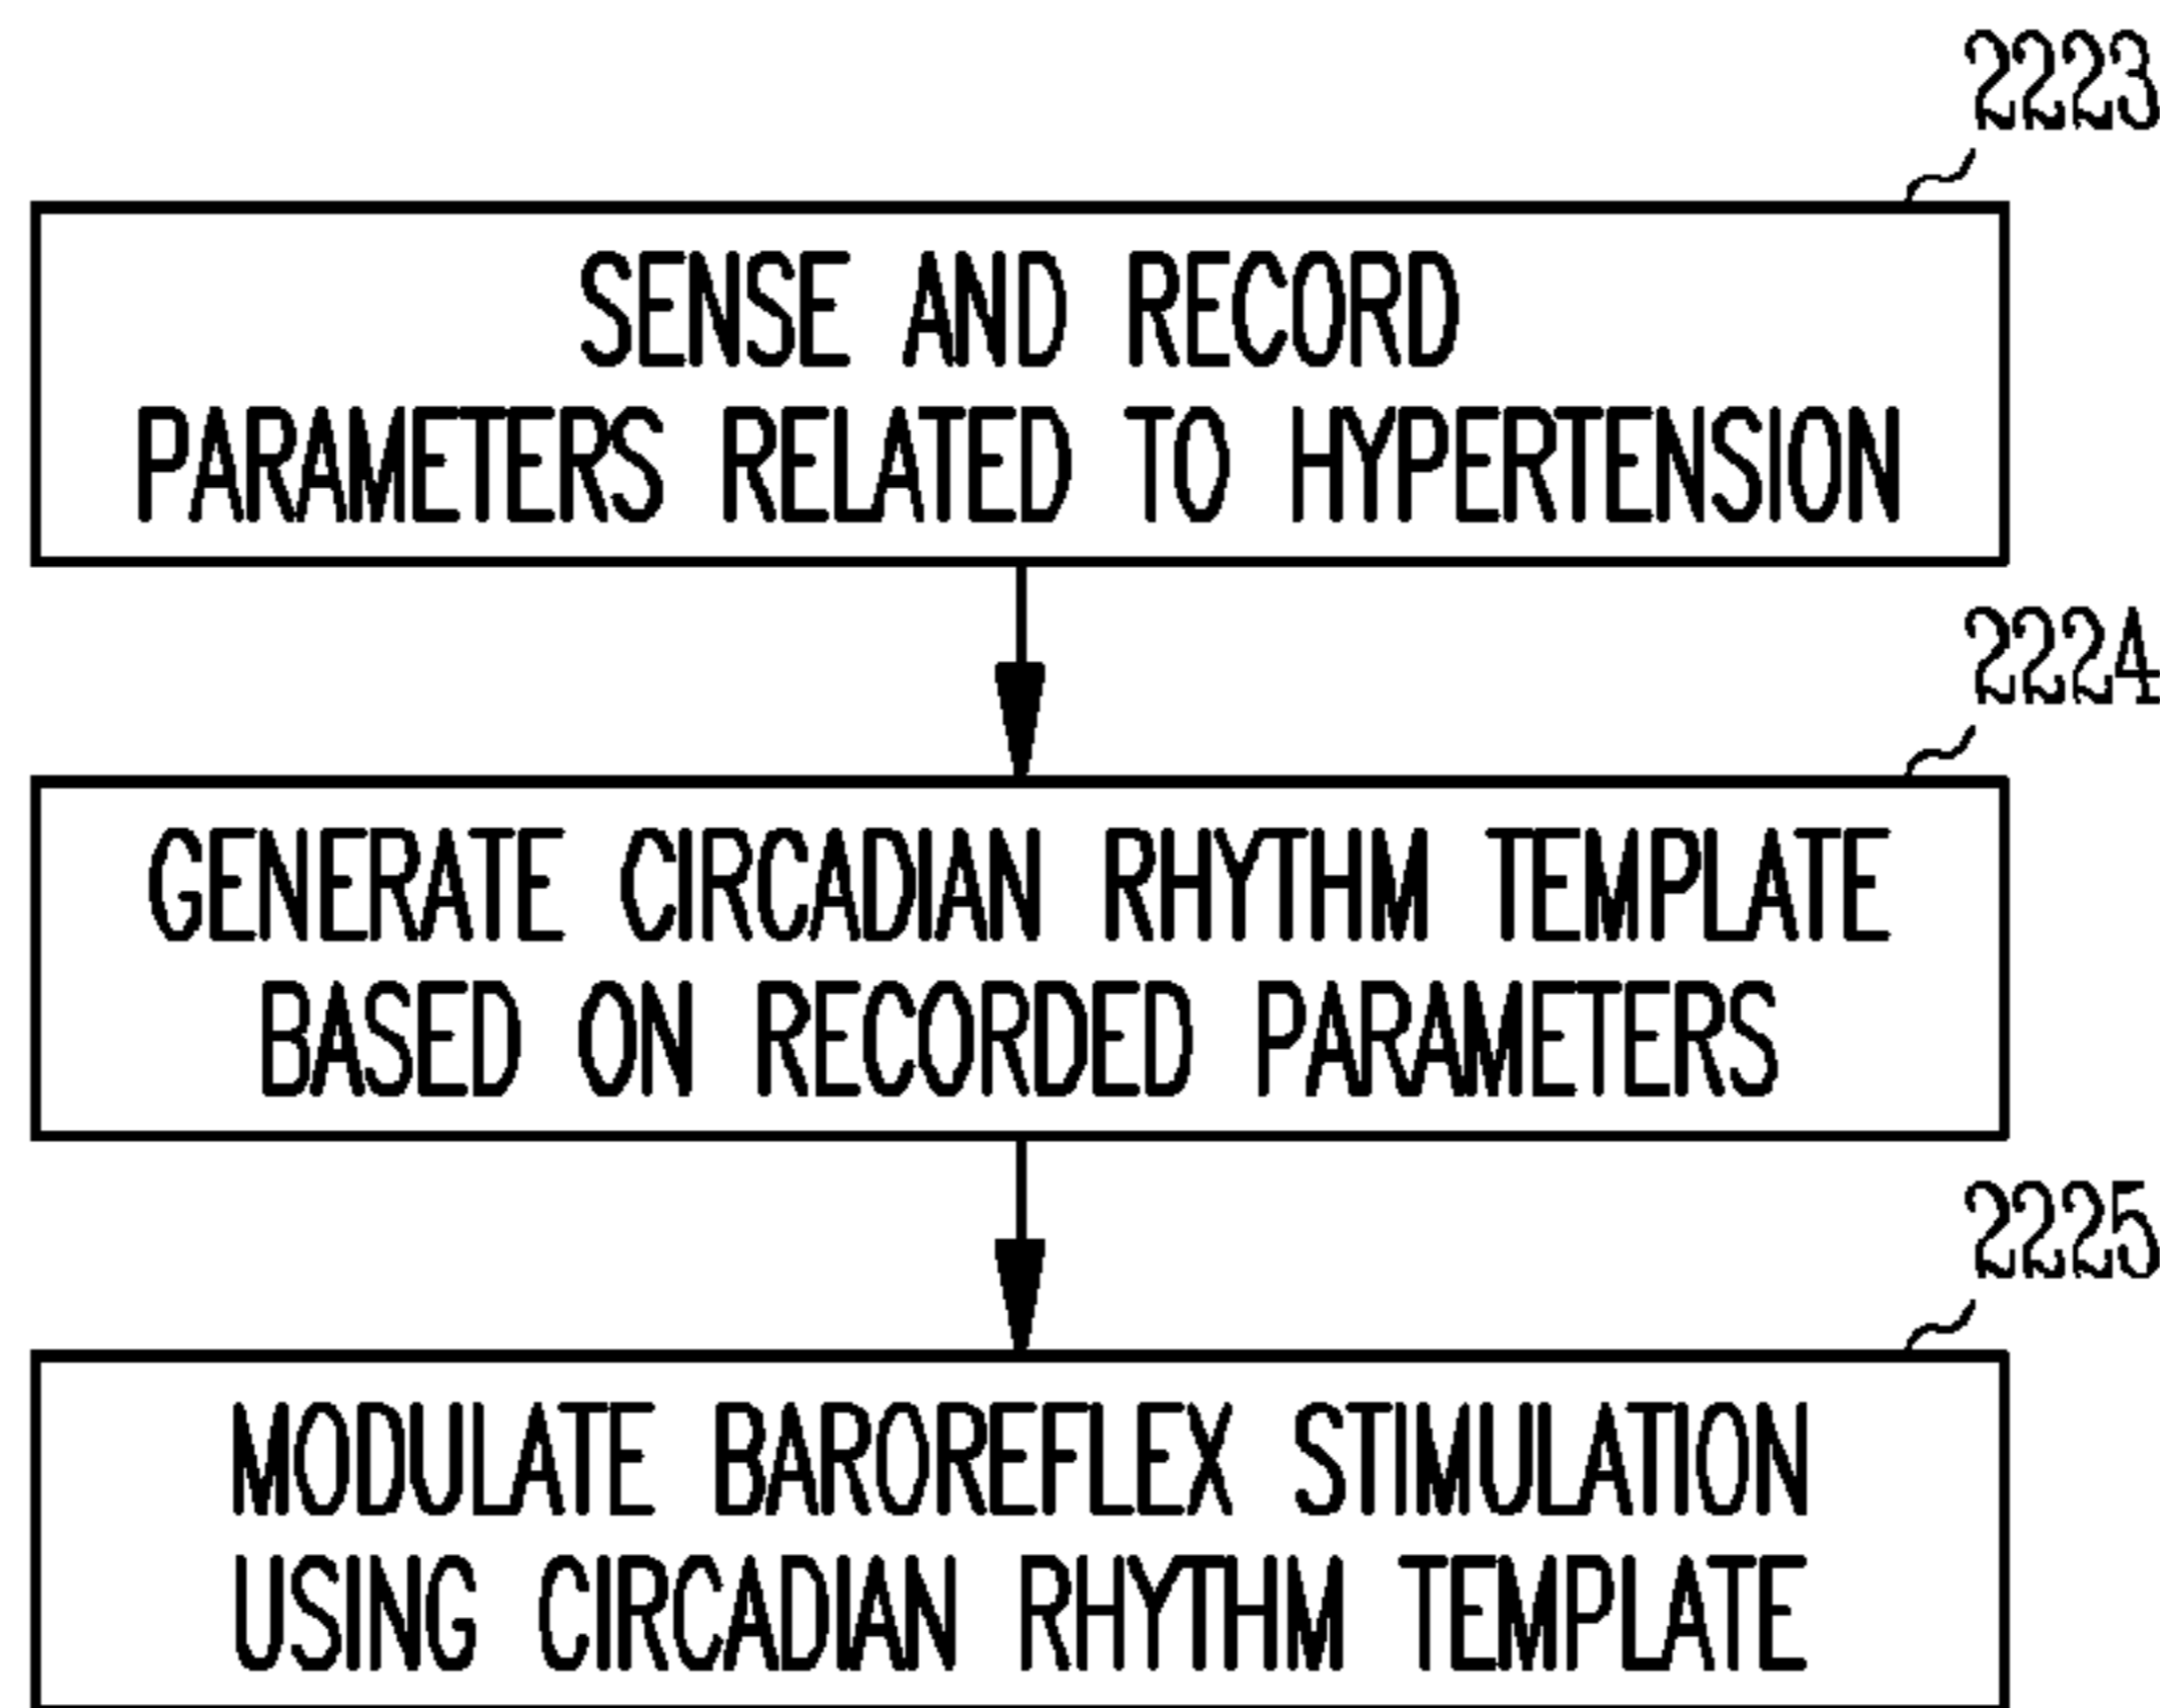 2223
SENSE AND RECORD
PARAMETERS RELATED TO HYPERTENSION
2224
GENERATE CIRCADIAN RHYTHM TEMPLATE
BASED ON RECORDED PARAMETERS
2225
MODULATE BAROREFLEX STIMULATION
USING CIRCADIAN RHYTHM TEMPLATE